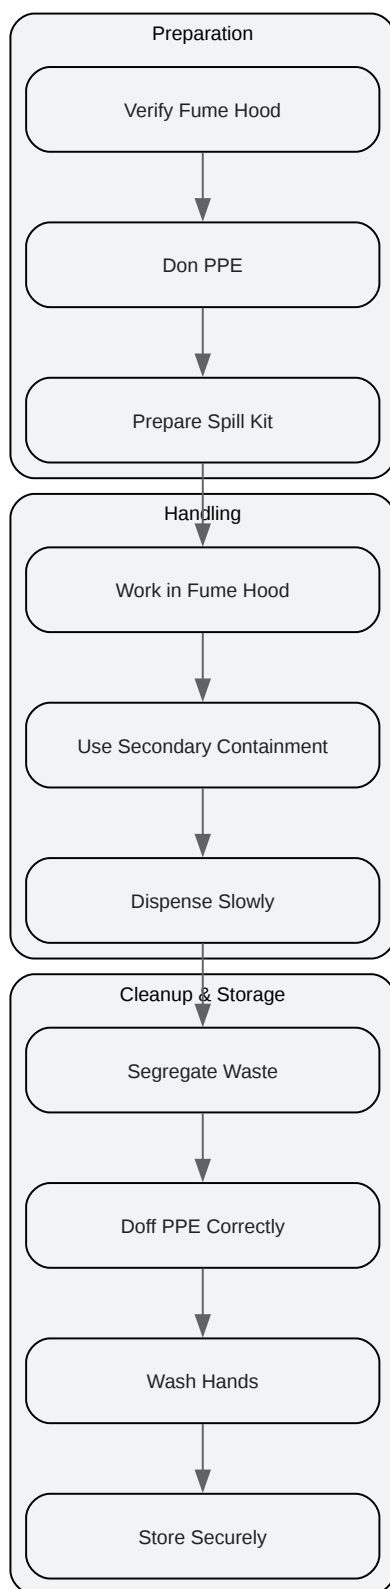 Preparation
Verify Fume Hood
Don PPE
Prepare Spill Kit
Handling
Work in Fume Hood
Use Secondary Containment
Dispense Slowly
Cleanup & Storage
Segregate Waste
Doff PPE Correctly
Wash Hands
Store Securely